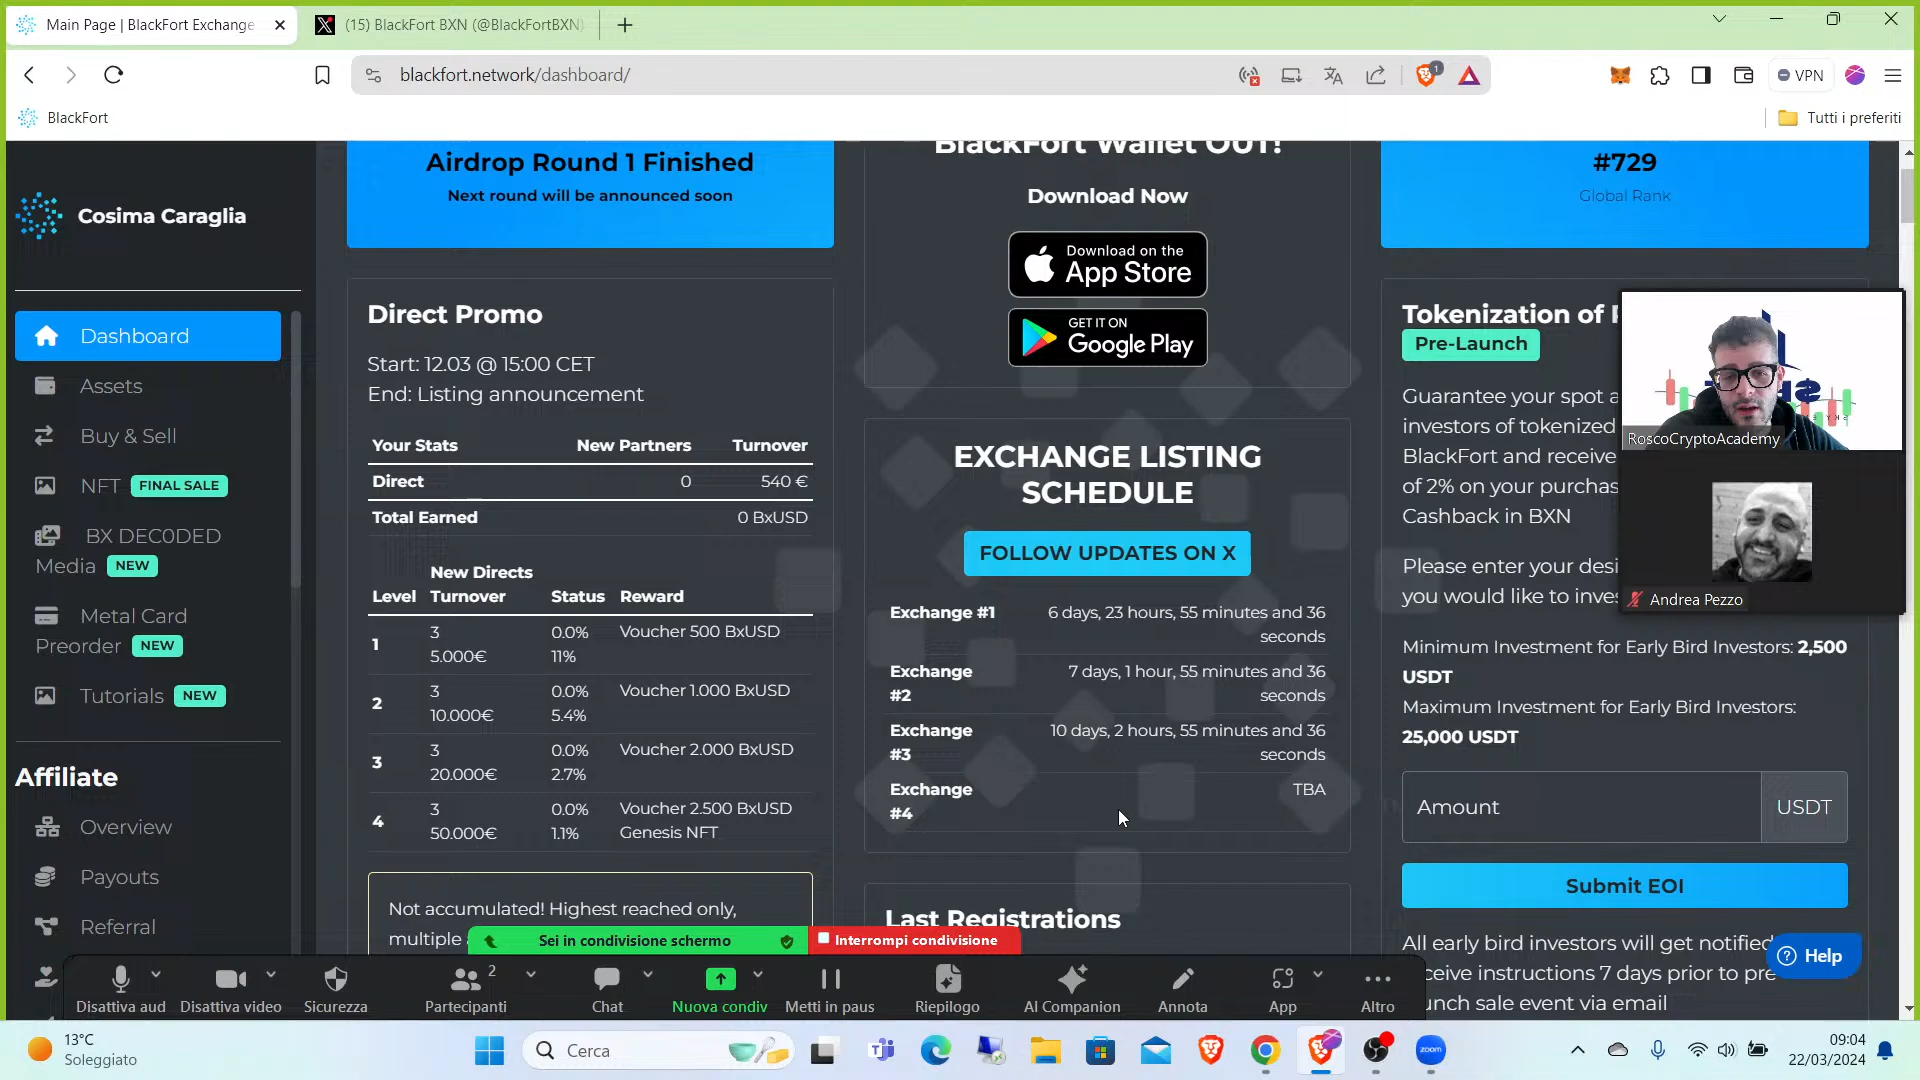 Main Page | BlackFort Exchange
(15) BlackFort BXN (@BlackFortBXN)
blackfort.network/dashboard/
1
VPN
BlackFort
Tutti i preferiti
Cosima Caraglia
Dashboard
Assets
Buy & Sell
NFT FINAL SALE
BX DEC0DED
Media NEW
Metal Card
Preorder NEW
Tutorials NEW
Affiliate
Overview
Payouts
Referral
Airdrop Round 1 Finished
Next round will be announced soon
Direct Promo
Start: 12.03 @ 15:00 CET
End: Listing announcement
Your Stats New Partners Turnover
Direct 0 540 €
Total Earned 0 BxUSD
New Directs
Level Turnover Status Reward
1 3 0.0% Voucher 500 BxUSD
5.000€ 11%
2 3 0.0% Voucher 1.000 BxUSD
10.000€ 5.4%
3 3 0.0% Voucher 2.000 BxUSD
20.000€ 2.7%
4 3 0.0% Voucher 2.500 BxUSD
50.000€ 1.1% Genesis NFT
Not accumulated! Highest reached only,
multiple
BlackFort Wallet OUT!
Download Now
Download on the
App Store
GET IT ON
Google Play
EXCHANGE LISTING
SCHEDULE
FOLLOW UPDATES ON X
Exchange #1 6 days, 23 hours, 55 minutes and 36
seconds
Exchange 7 days, 1 hour, 55 minutes and 36
#2 seconds
Exchange 10 days, 2 hours, 55 minutes and 36
#3 seconds
Exchange TBA
#4
Last Registrations
#729
Global Rank
Tokenization of
Pre-Launch
Guarantee your spot a
investors of tokenized
BlackFort and receive
of 2% on your purchas
Cashback in BXN
Please enter your desi
you would like to inves
Minimum Investment for Early Bird Investors: 2,500
USDT
Maximum Investment for Early Bird Investors:
25,000 USDT
Amount USDT
Submit EOI
All early bird investors will get notified
ceive instructions 7 days prior to pre
unch sale event via email
Help
RoscoCryptoAcademy
Andrea Pezzo
Sei in condivisione schermo
Interrompi condivisione
Disattiva aud
Disattiva video
Sicurezza
2
Partecipanti
Chat
Nuova condiv
Metti in paus
Riepilogo
AI Companion
Annota
App
Altro
13°C
Soleggiato
Cerca
zoom
09:04
22/03/2024